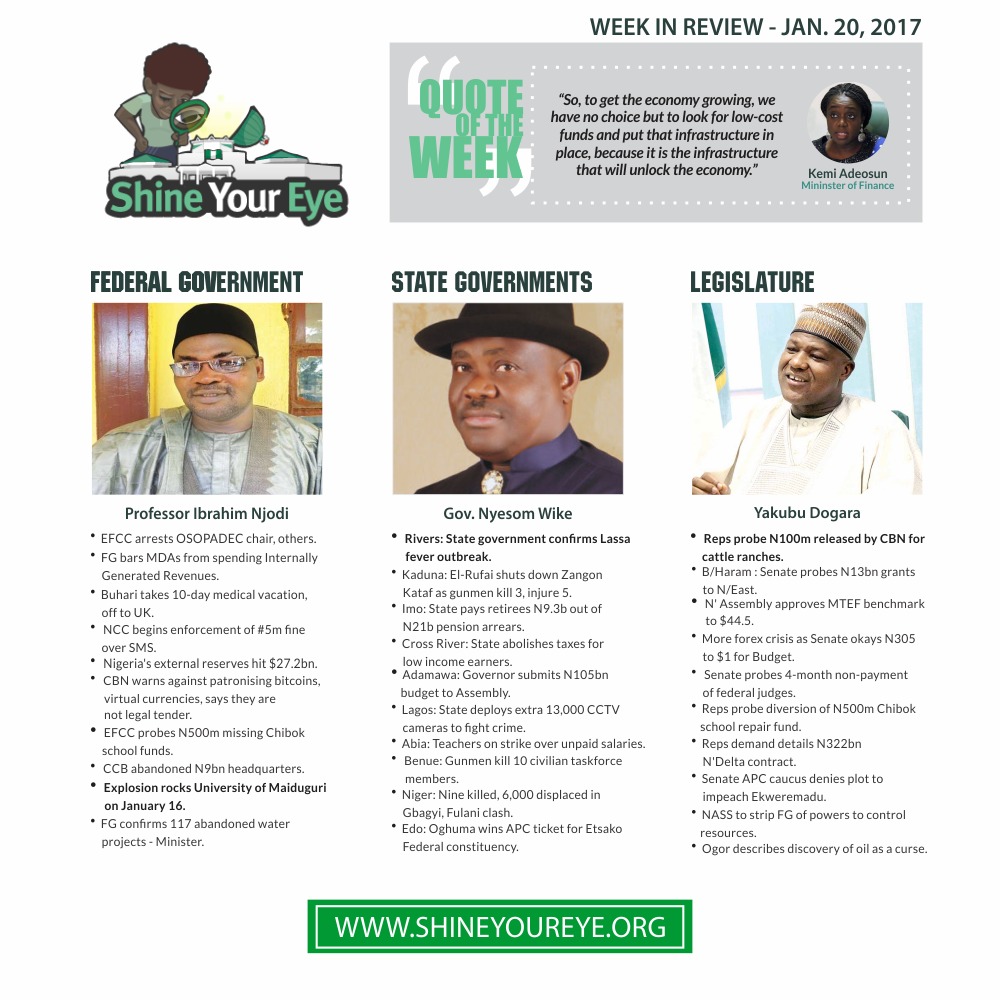 WEEK IN REVIEW - JAN. 20, 2017
Shine Your Eye
“
QUOTE
OF THE
WEEK
”
“So, to get the economy growing, we
have no choice but to look for low-cost
funds and put that infrastructure in
place, because it is the infrastructure
that will unlock the economy.”
Kemi Adeosun
Mininster of Finance
FEDERAL GOVERNMENT
Professor Ibrahim Njodi
• EFCC arrests OSOPADEC chair, others.
• FG bars MDAs from spending Internally
Generated Revenues.
• Buhari takes 10-day medical vacation,
off to UK.
• NCC begins enforcement of #5m fine
over SMS.
• Nigeria's external reserves hit $27.2bn.
• CBN warns against patronising bitcoins,
virtual currencies, says they are
not legal tender.
• EFCC probes N500m missing Chibok
school funds.
• CCB abandoned N9bn headquarters.
• Explosion rocks University of Maiduguri
on January 16.
• FG confirms 117 abandoned water
projects - Minister.
STATE GOVERNMENTS
Gov. Nyesom Wike
• Rivers: State government confirms Lassa
fever outbreak.
• Kaduna: El-Rufai shuts down Zangon
Kataf as gunmen kill 3, injure 5.
• Imo: State pays retirees N9.3b out of
N21b pension arrears.
• Cross River: State abolishes taxes for
low income earners.
• Adamawa: Governor submits N105bn
budget to Assembly.
• Lagos: State deploys extra 13,000 CCTV
cameras to fight crime.
• Abia: Teachers on strike over unpaid salaries.
• Benue: Gunmen kill 10 civilian taskforce
members.
• Niger: Nine killed, 6,000 displaced in
Gbagyi, Fulani clash.
• Edo: Oghuma wins APC ticket for Etsako
Federal constituency.
LEGISLATURE
Yakubu Dogara
• Reps probe N100m released by CBN for
cattle ranches.
• B/Haram : Senate probes N13bn grants
to N/East.
• N' Assembly approves MTEF benchmark
to $44.5.
• More forex crisis as Senate okays N305
to $1 for Budget.
• Senate probes 4-month non-payment
of federal judges.
• Reps probe diversion of N500m Chibok
school repair fund.
• Reps demand details N322bn
N'Delta contract.
• Senate APC caucus denies plot to
impeach Ekweremadu.
• NASS to strip FG of powers to control
resources.
• Ogor describes discovery of oil as a curse.
WWW.SHINEYOUREYE.ORG